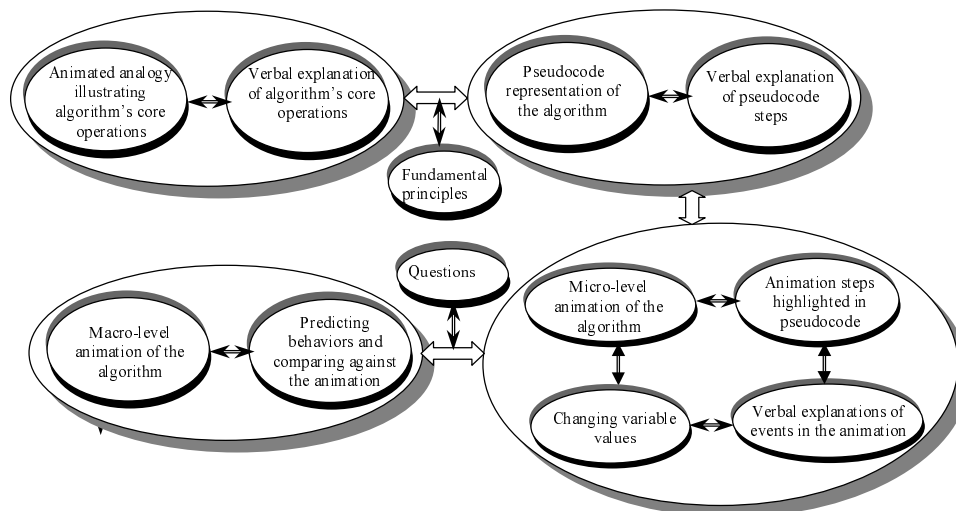 Animated analogy
illustrating
algorithm's core
operations
Verbal explanation
of algorithm's core
operations
Pseudocode
representation of
the algorithm
Verbal explanation
of pseudocode
steps
Fundamental
principles
Questions
Macro-level
animation of the
algorithm
Predicting
behaviors and
comparing against
the animation
Micro-level
animation of the
algorithm
Animation steps
highlighted in
pseudocode
Changing variable
values
Verbal explanations of
events in the animation